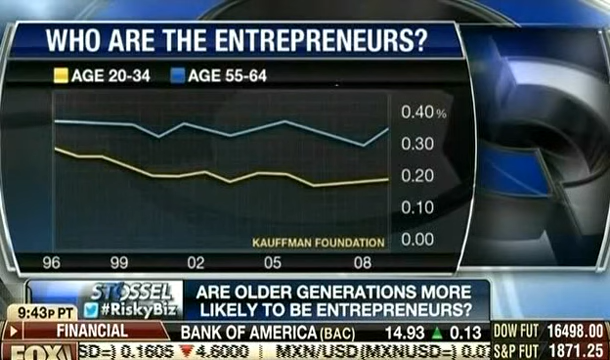 WHO ARE THE ENTREPRENEURS?
AGE 20-34 AGE 55-64
0.40%
0.30
0.20
0.10
0.00
KAUFFMAN FOUNDATION
96 99 02 05 08
STOSSEL
#RiskyBiz
ARE OLDER GENERATIONS MORE
LIKELY TO BE ENTREPRENEURS?
9:43P PT
FINANCIAL BANK OF AMERICA (BAC) 14.93 ▲ 0.13
DOW FUT 16498.00
FOX
SD=) 0.1605 ▼ 4.6000 MXN/USD (MXNUSD=)
S&P FUT 1871.25